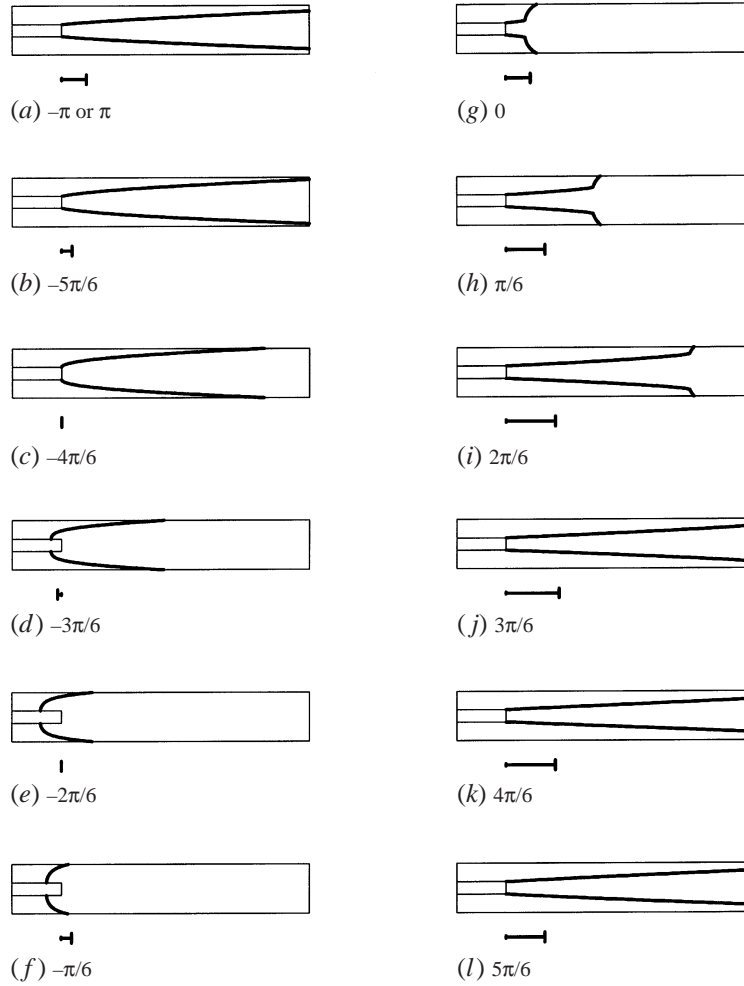 (a) –π or π
(b) –5π/6
(c) –4π/6
(d) –3π/6
(e) –2π/6
(f) –π/6
(g) 0
(h) π/6
(i) 2π/6
(j) 3π/6
(k) 4π/6
(l) 5π/6